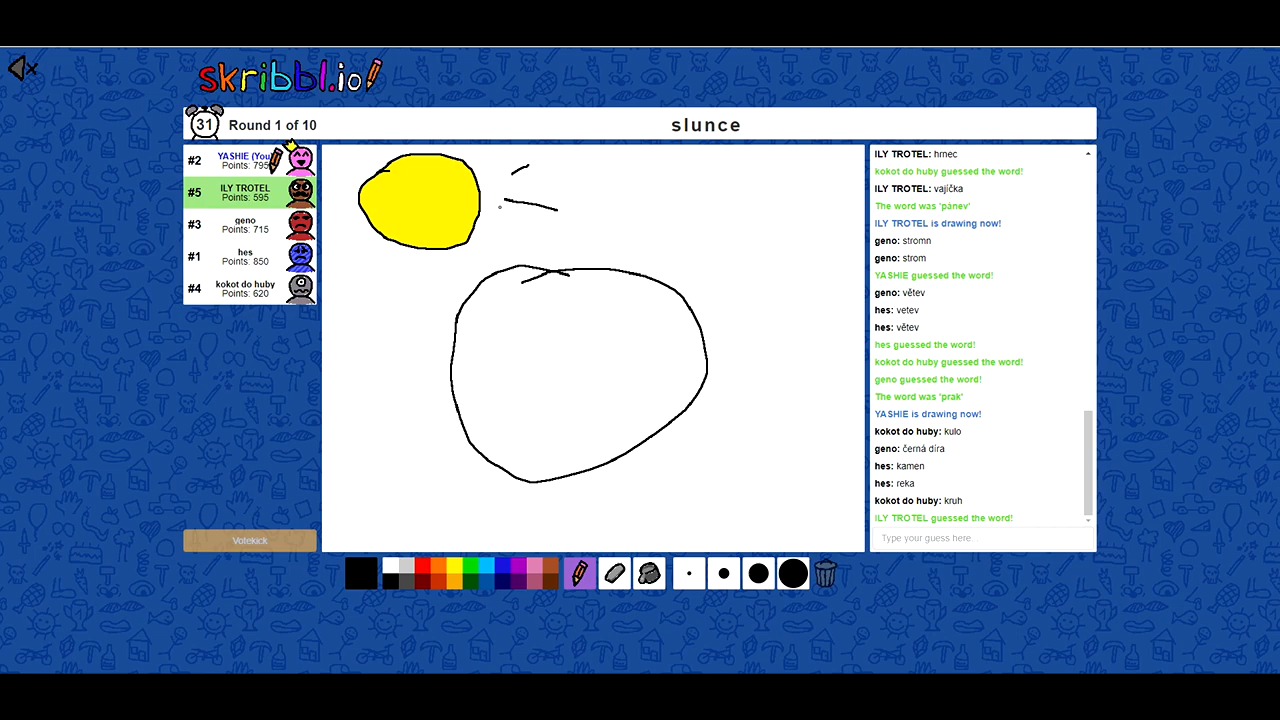 skribbl.io
31 Round 1 of 10
slunce
#2 YASHIE (You
Points: 795
#5 ILY TROTEL
Points: 595
#3 geno
Points: 715
#1 hes
Points: 850
#4 kokot do huby
Points: 620
Votekick
ILY TROTEL: hrnec
kokot do huby guessed the word!
ILY TROTEL: vajíčka
The word was 'pánev'
ILY TROTEL is drawing now!
geno: stromn
geno: strom
YASHIE guessed the word!
geno: větev
hes: vetev
hes: větev
hes guessed the word!
kokot do huby guessed the word!
geno guessed the word!
The word was 'prak'
YASHIE is drawing now!
kokot do huby: kulo
geno: černá díra
hes: kamen
hes: reka
kokot do huby: kruh
ILY TROTEL guessed the word!
Type your guess here...